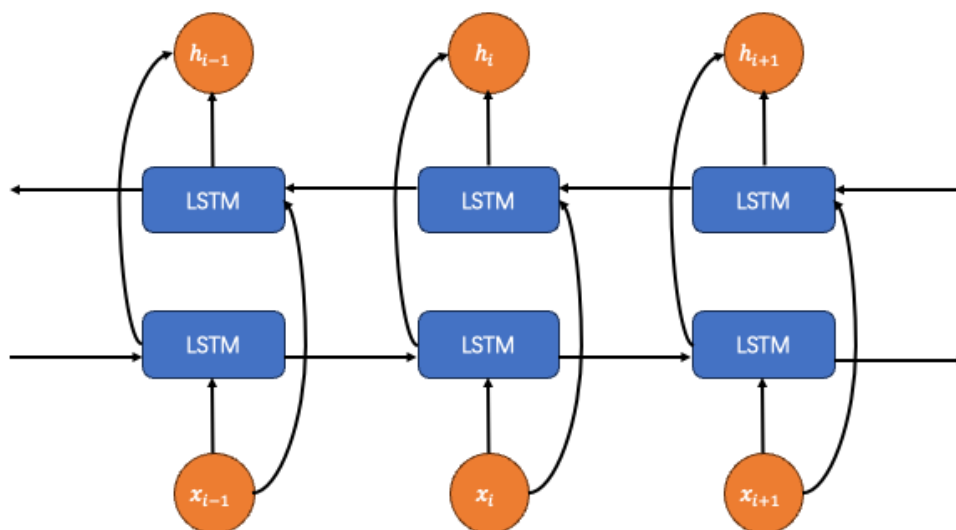 h_{i-1} h_i h_{i+1}
LSTM LSTM LSTM
LSTM LSTM LSTM
x_{i-1} x_i x_{i+1}